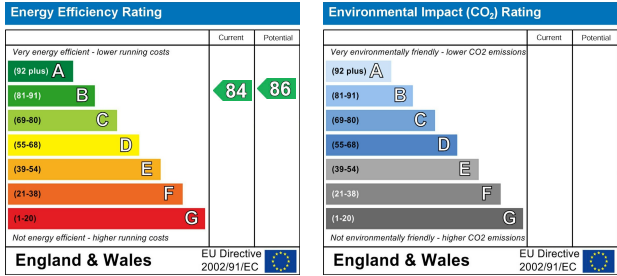 Energy Efficiency Rating
Current Potential
Very energy efficient - lower running costs
(92 plus) A
(81-91) B
84 86
(69-80) C
(55-68) D
(39-54) E
(21-38) F
(1-20) G
Not energy efficient - higher running costs
England & Wales
EU Directive
2002/91/EC
Environmental Impact (CO2) Rating
Current Potential
Very environmentally friendly - lower CO2 emissions
(92 plus) A
(81-91) B
(69-80) C
(55-68) D
(39-54) E
(21-38) F
(1-20) G
Not environmentally friendly - higher CO2 emissions
England & Wales
EU Directive
2002/91/EC